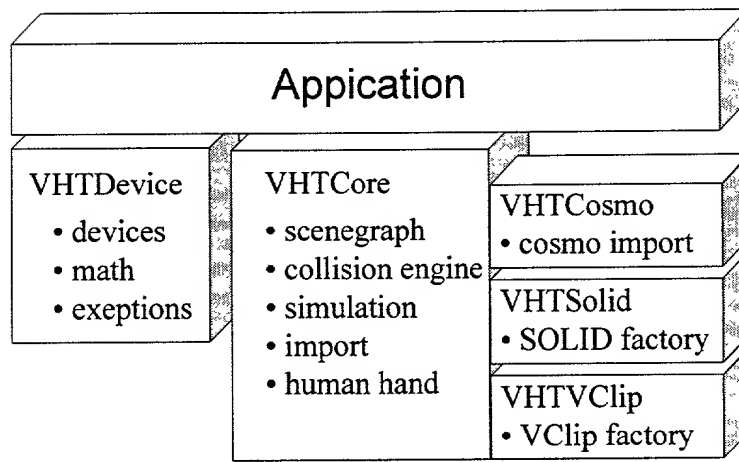 Appication
VHTDevice
• devices
• math
• exeptions
VHTCore
• scenegraph
• collision engine
• simulation
• import
• human hand
VHTCosmo
• cosmo import
VHTSolid
• SOLID factory
VHTVClip
• VClip factory